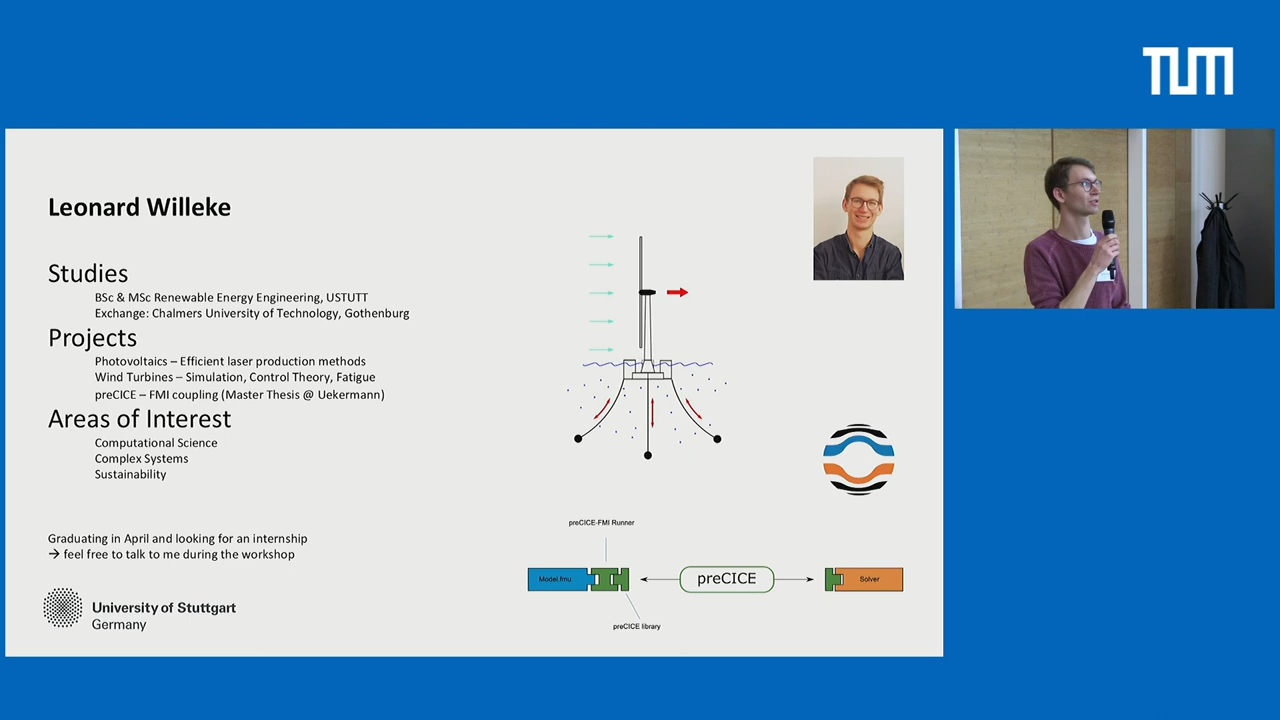 TUM
Leonard Willeke
Studies
BSc & MSc Renewable Energy Engineering, USTUTT
Exchange: Chalmers University of Technology, Gothenburg
Projects
Photovoltaics – Efficient laser production methods
Wind Turbines – Simulation, Control Theory, Fatigue
preCICE – FMI coupling (Master Thesis @ Uekermann)
Areas of Interest
Computational Science
Complex Systems
Sustainability
Graduating in April and looking for an internship
→ feel free to talk to me during the workshop
University of Stuttgart
Germany
preCICE-FMI Runner
Model.fmu
preCICE
Solver
preCICE library